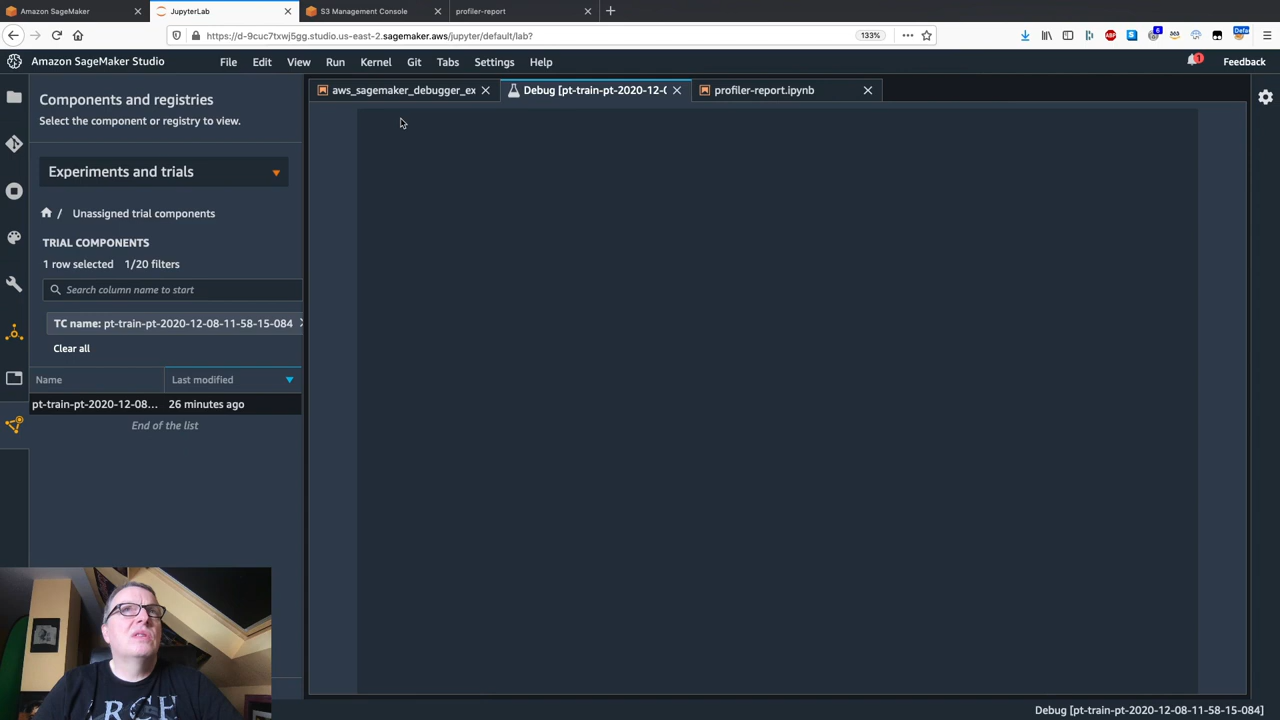 Amazon SageMaker
JupyterLab
S3 Management Console
profiler-report
https://d-9cuc7txwj5gg.studio.us-east-2.sagemaker.aws/jupyter/default/lab?
133%
6
Defa
Amazon SageMaker Studio
File
Edit
View
Run
Kernel
Git
Tabs
Settings
Help
1
Feedback
Components and registries
Select the component or registry to view.
aws_sagemaker_debugger_ex
Debug [pt-train-pt-2020-12-0
profiler-report.ipynb
Experiments and trials
/ Unassigned trial components
TRIAL COMPONENTS
1 row selected 1/20 filters
Search column name to start
TC name: pt-train-pt-2020-12-08-11-58-15-084
Clear all
Name
Last modified
pt-train-pt-2020-12-08...
26 minutes ago
End of the list
Debug [pt-train-pt-2020-12-08-11-58-15-084]